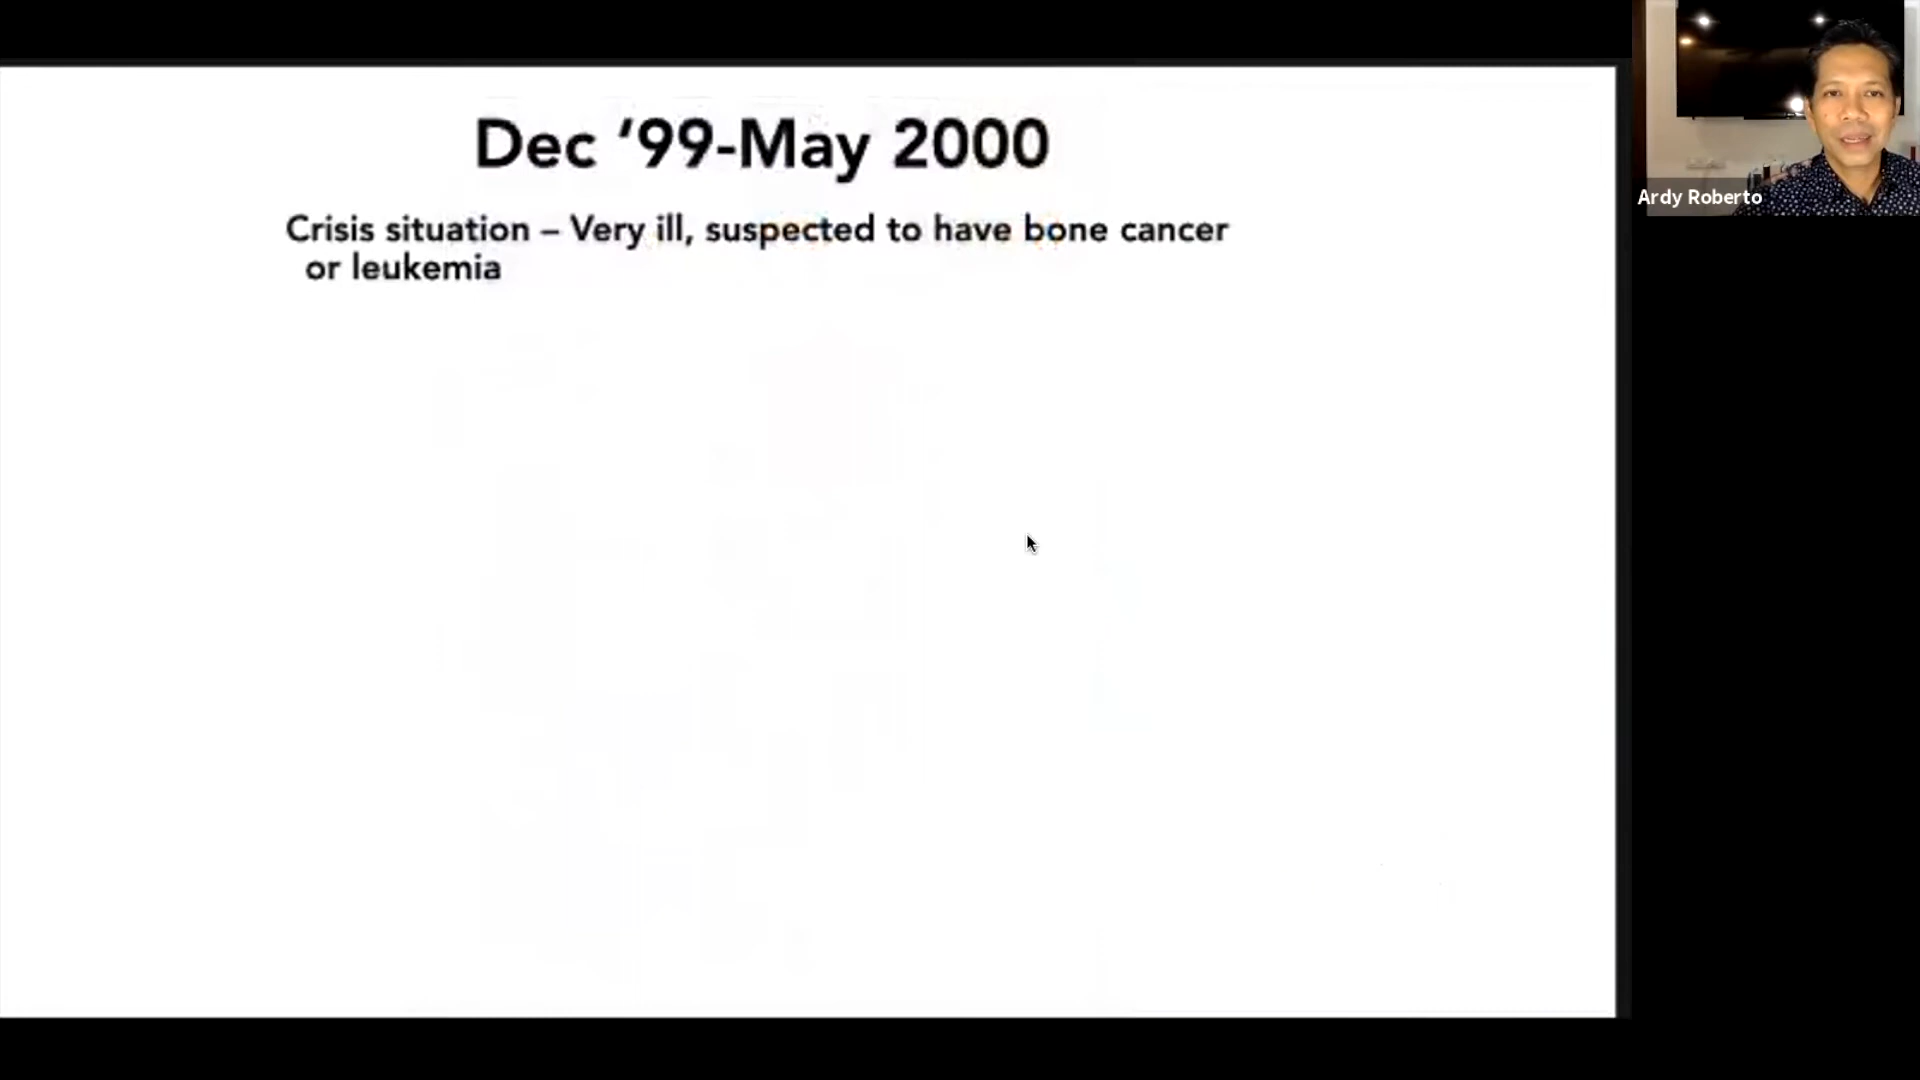 Dec ‘99-May 2000
Crisis situation – Very ill, suspected to have bone cancer
or leukemia
Ardy Roberto